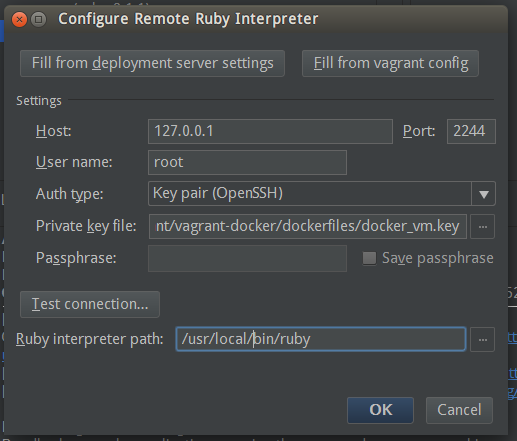 Configure Remote Ruby Interpreter
Fill from deployment server settings Fill from vagrant config
Settings
Host: 127.0.0.1 Port: 2244
User name: root
Auth type: Key pair (OpenSSH)
Private key file: nt/vagrant-docker/dockerfiles/docker_vm.key ...
Passphrase: Save passphrase
Test connection...
Ruby interpreter path: /usr/local/bin/ruby ...
OK Cancel